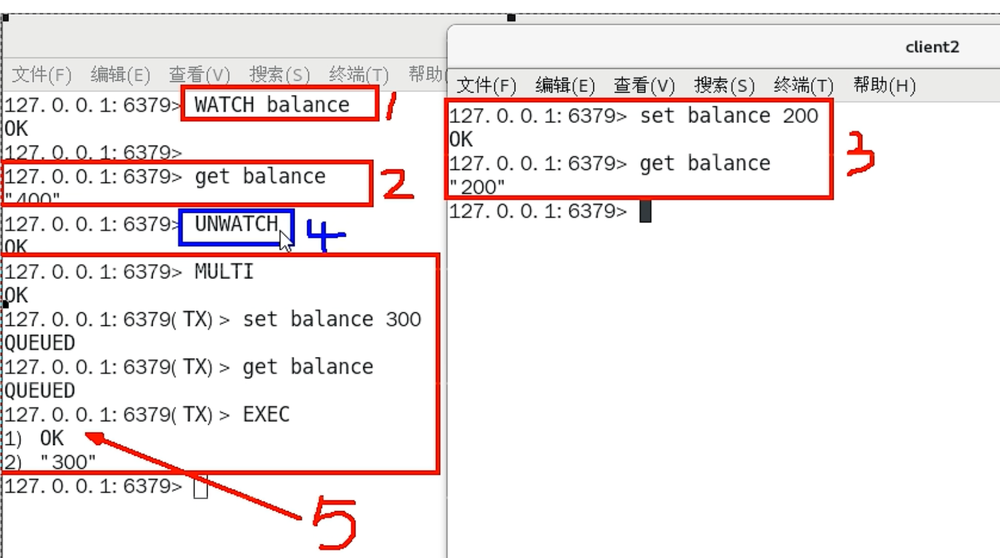 文件(F) 编辑(E) 查看(V) 搜索(S) 终端(T) 帮助(
127.0.0.1:6379> WATCH balance 1
OK
127.0.0.1:6379>
127.0.0.1:6379> get balance 2
"400"
127.0.0.1:6379> UNWATCH 4
OK
127.0.0.1:6379> MULTI
OK
127.0.0.1:6379(TX)> set balance 300
QUEUED
127.0.0.1:6379(TX)> get balance
QUEUED
127.0.0.1:6379(TX)> EXEC
1) OK
2) "300"
127.0.0.1:6379>
5
client2
文件(F) 编辑(E) 查看(V) 搜索(S) 终端(T) 帮助(H)
127.0.0.1:6379> set balance 200
OK
127.0.0.1:6379> get balance
"200"
3
127.0.0.1:6379>